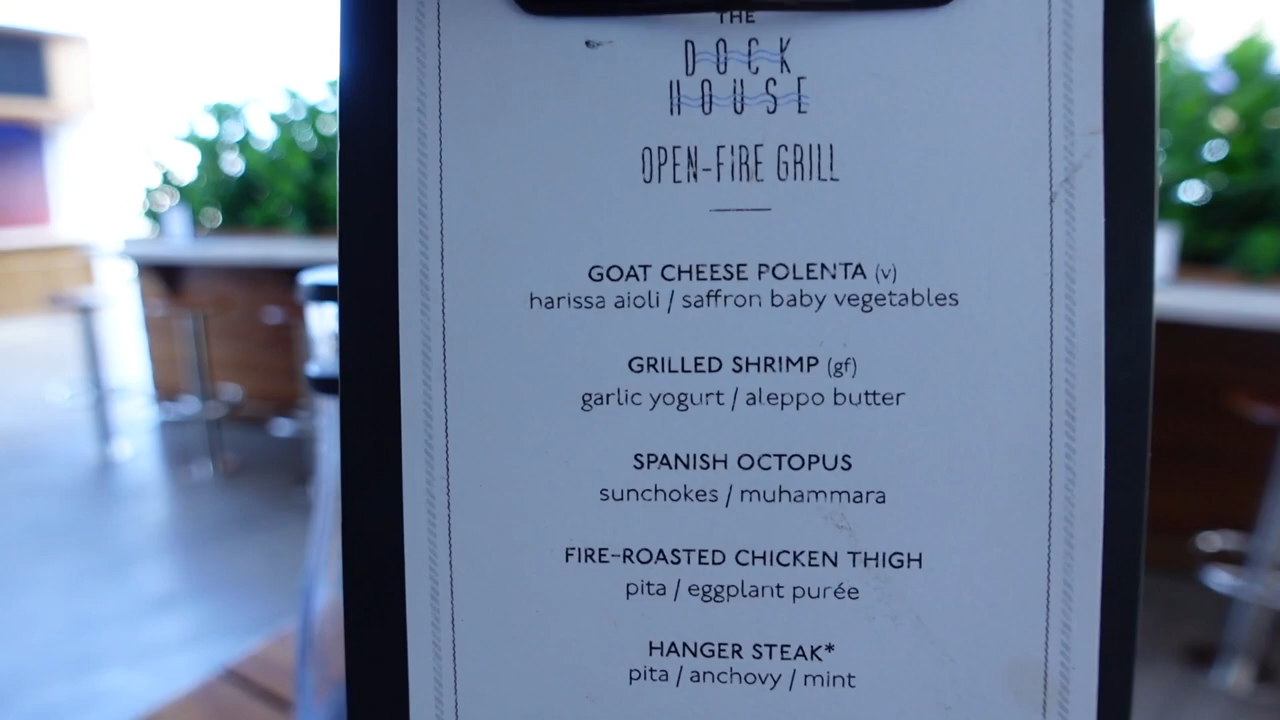 THE
DOCK
HOUSE
OPEN-FIRE GRILL
GOAT CHEESE POLENTA (v)
harissa aioli / saffron baby vegetables
GRILLED SHRIMP (gf)
garlic yogurt / aleppo butter
SPANISH OCTOPUS
sunchokes / muhammara
FIRE-ROASTED CHICKEN THIGH
pita / eggplant purée
HANGER STEAK*
pita / anchovy / mint